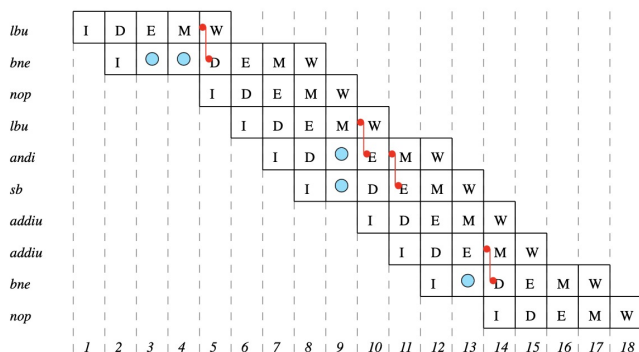 lbu I D E M W
bne I D E M W
nop I D E M W
lbu I D E M W
andi I D E M W
sb I D E M W
addiu I D E M W
addiu I D E M W
bne I D E M W
nop I D E M W
1 2 3 4 5 6 7 8 9 10 11 12 13 14 15 16 17 18